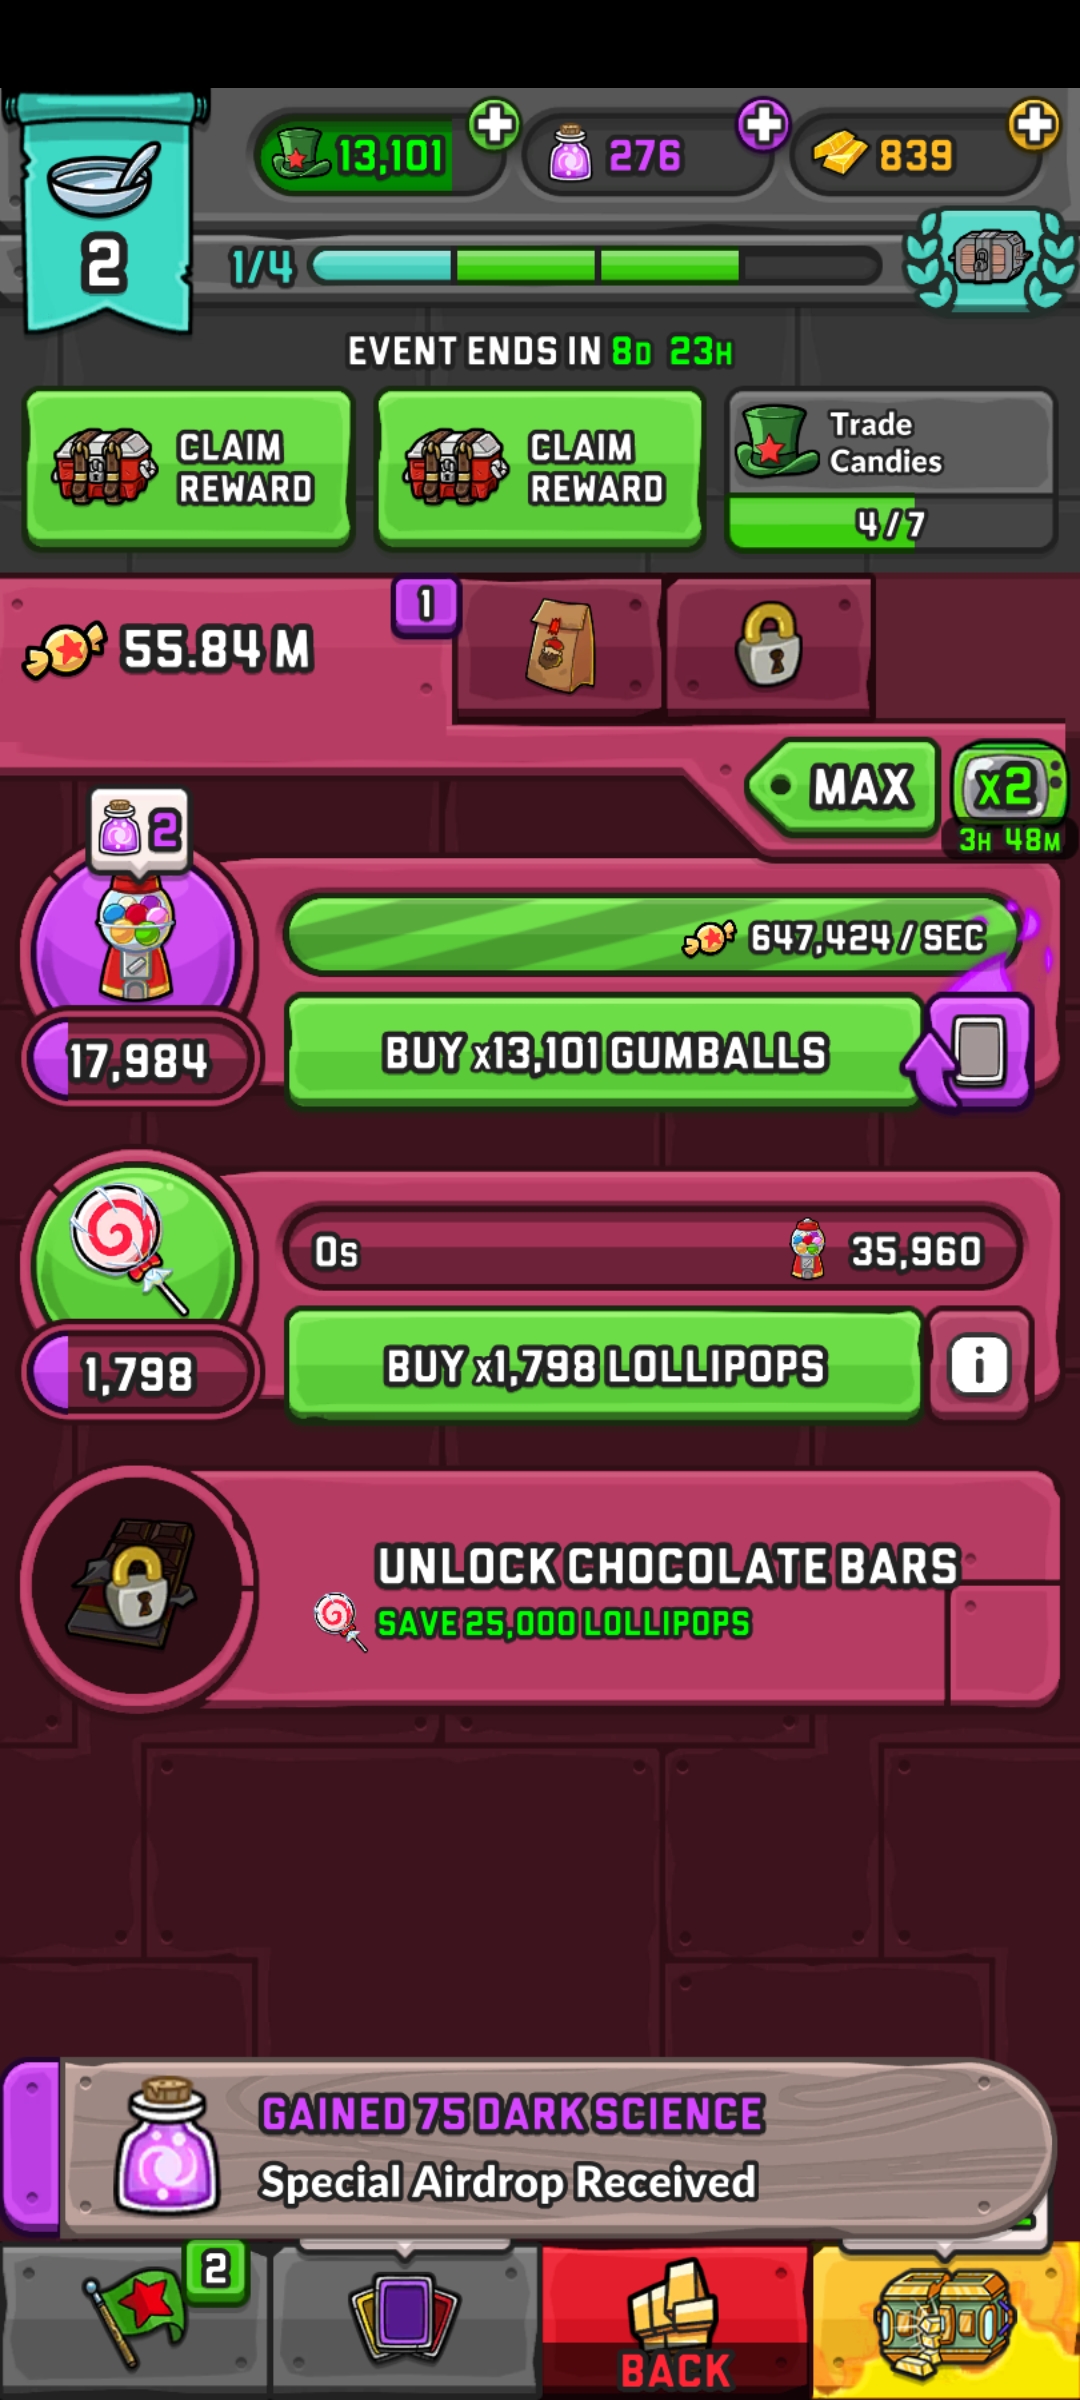 13,101
276
839
2
1/4
EVENT ENDS IN 8D 23H
CLAIM
REWARD
CLAIM
REWARD
Trade
Candies
4/7
1
55.84 M
MAX
x2
3H 48M
2
647,424 / SEC
17,984
BUY x13,101 GUMBALLS
0s
35,960
1,798
BUY x1,798 LOLLIPOPS
i
UNLOCK CHOCOLATE BARS
SAVE 25,000 LOLLIPOPS
GAINED 75 DARK SCIENCE
Special Airdrop Received
2
BACK